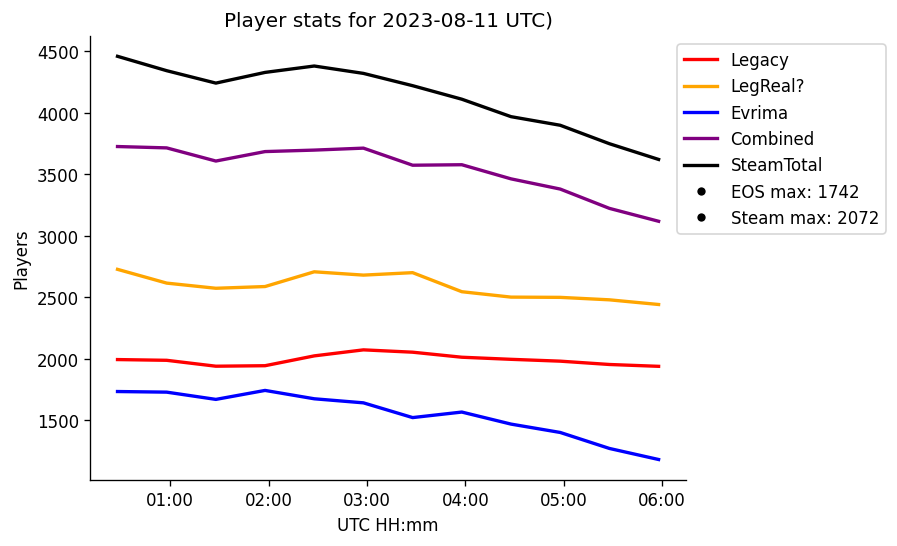 Player stats for 2023-08-11 UTC)
4500
4000
3500
3000
2500
2000
1500
Players
01:00
02:00
03:00
04:00
05:00
06:00
UTC HH:mm
Legacy
LegReal?
Evrima
Combined
SteamTotal
EOS max: 1742
Steam max: 2072